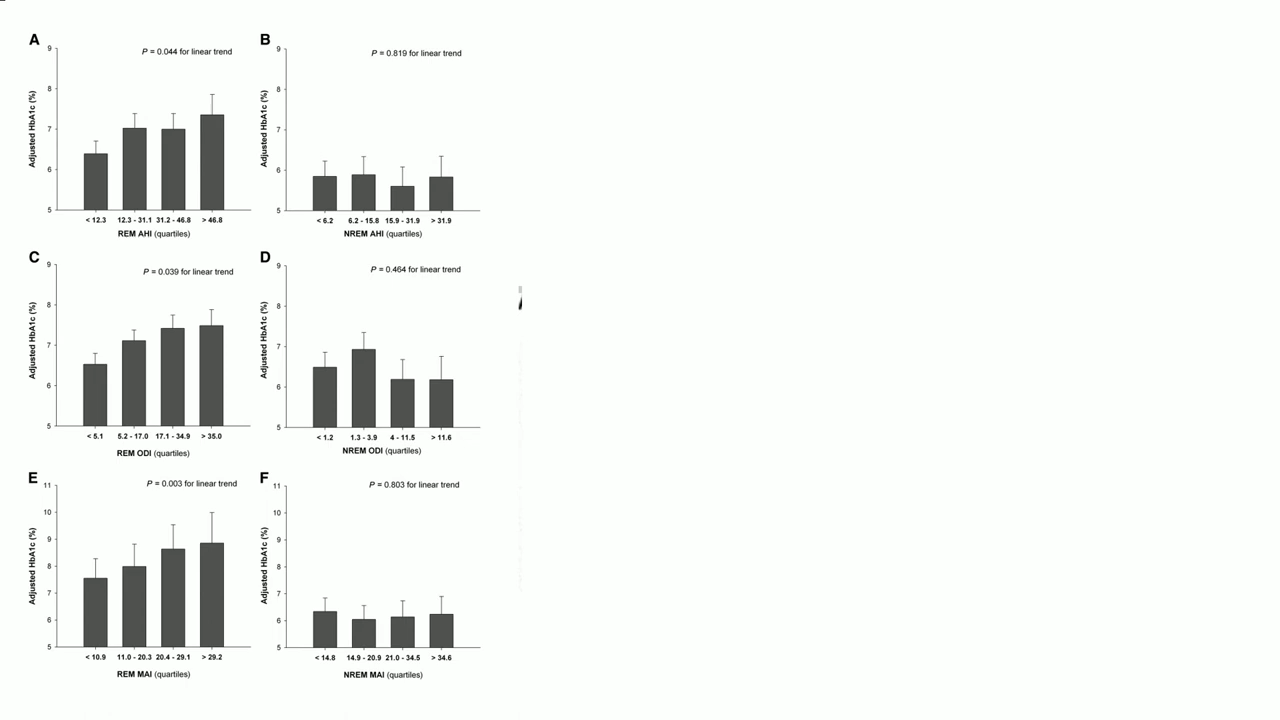 A
P = 0.044 for linear trend
9
8
7
6
5
Adjusted HbA1c (%)
< 12.3 12.3 - 31.1 31.2 - 46.8 > 46.8
REM AHI (quartiles)
B
P = 0.819 for linear trend
9
8
7
6
5
Adjusted HbA1c (%)
< 6.2 6.2 - 15.8 15.9 - 31.9 > 31.9
NREM AHI (quartiles)
C
P = 0.039 for linear trend
9
8
7
6
5
Adjusted HbA1c (%)
< 5.1 5.2 - 17.0 17.1 - 34.9 > 35.0
REM ODI (quartiles)
D
P = 0.464 for linear trend
9
8
7
6
5
Adjusted HbA1c (%)
< 1.2 1.3 - 3.9 4 - 11.5 > 11.6
NREM ODI (quartiles)
E
P = 0.003 for linear trend
11
10
9
8
7
6
5
Adjusted HbA1c (%)
< 10.9 11.0 - 20.3 20.4 - 29.1 > 29.2
REM MAI (quartiles)
F
P = 0.803 for linear trend
11
10
9
8
7
6
5
Adjusted HbA1c (%)
< 14.8 14.9 - 20.9 21.0 - 34.5 > 34.6
NREM MAI (quartiles)